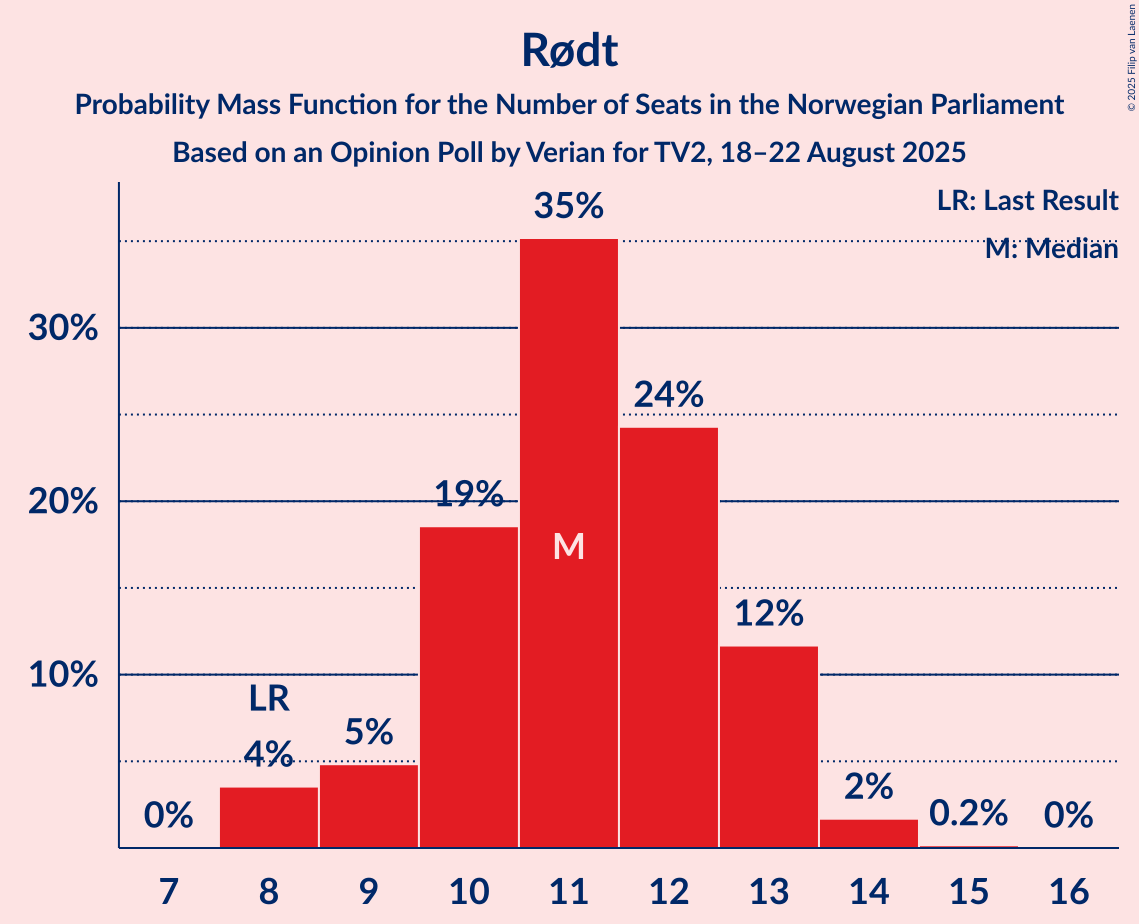 Rødt
Probability Mass Function for the Number of Seats in the Norwegian Parliament
Based on an Opinion Poll by Verian for TV2, 18–22 August 2025
© 2025 Filip van Laenen
LR: Last Result
M: Median
35%
30%
24%
20%
19%
M
12%
10%
LR
5%
4%
2%
0%
0.2%
0%
7 8 9 10 11 12 13 14 15 16